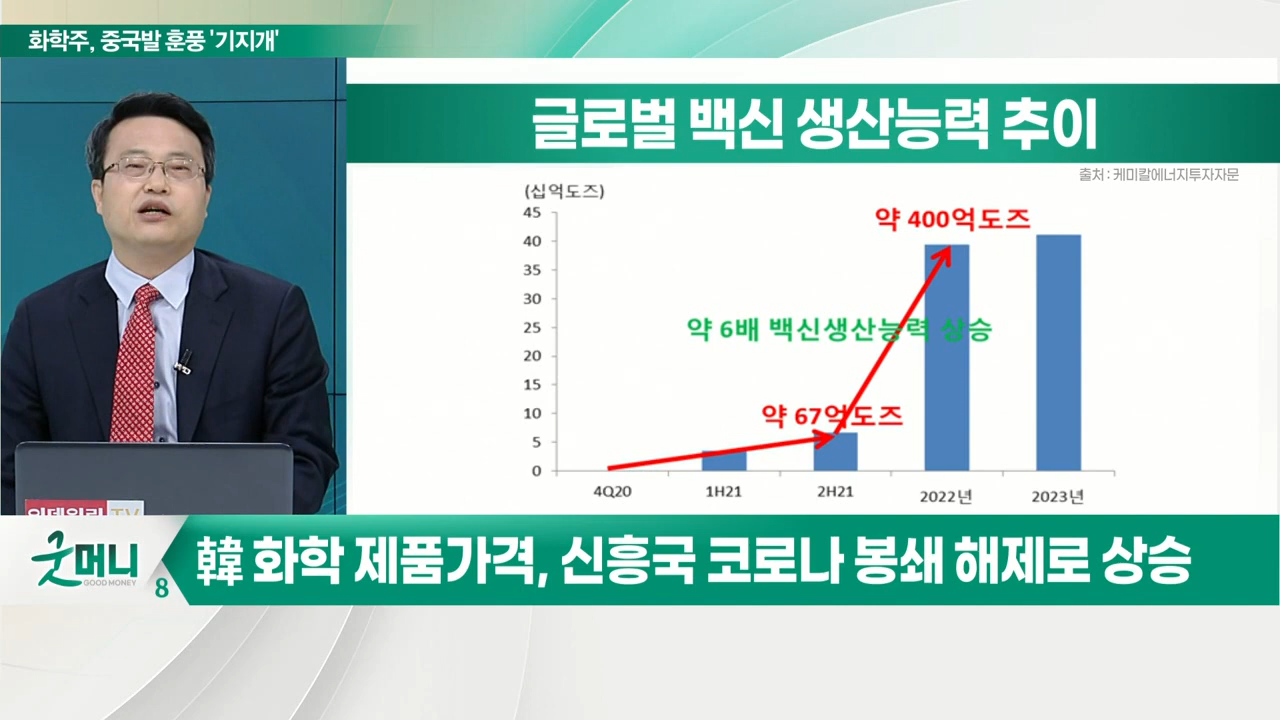 화학주, 중국발 훈풍 '기지개'
글로벌 백신 생산능력 추이
출처 : 케미칼에너지투자자문
(십억도즈)
45
40
35
30
25
20
15
10
5
0
약 400억도즈
약 6배 백신생산능력 상승
약 67억도즈
4Q20
1H21
2H21
2022년
2023년
이데일리 TV
굿머니
GOOD MONEY
8
韓 화학 제품가격, 신흥국 코로나 봉쇄 해제로 상승